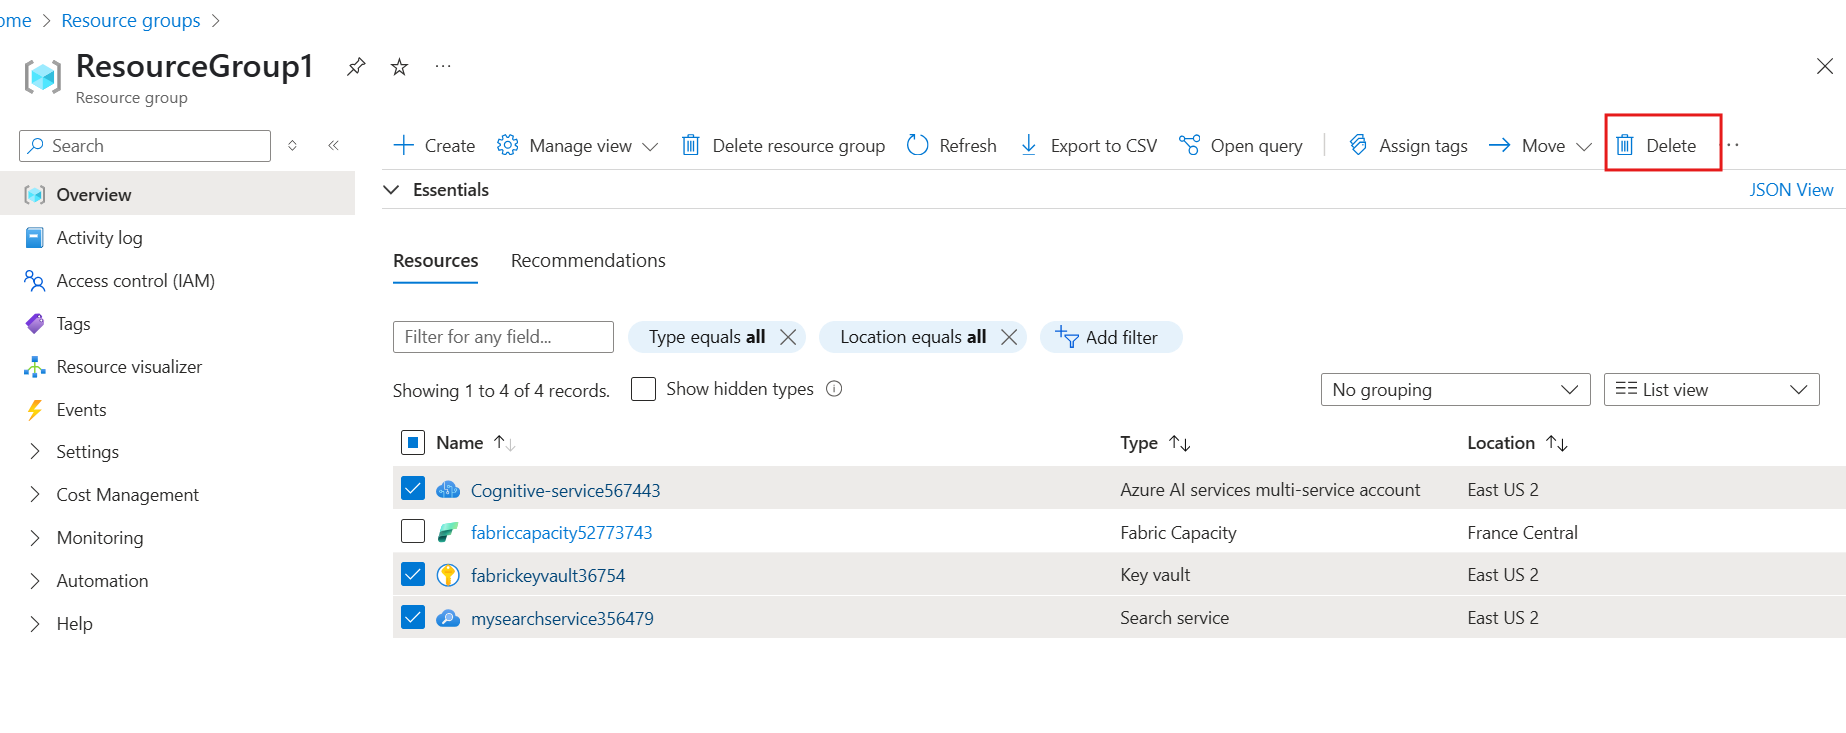 ome > Resource groups >
ResourceGroup1 ...
Resource group
Search
Create Manage view Delete resource group Refresh Export to CSV Open query Assign tags Move Delete ...
Overview
Essentials JSON View
Activity log
Resources Recommendations
Access control (IAM)
Tags
Filter for any field... Type equals all Location equals all Add filter
Resource visualizer
Showing 1 to 4 of 4 records. Show hidden types No grouping List view
Events
Name Type Location
Settings
Cognitive-service567443 Azure AI services multi-service account East US 2
Cost Management
fabriccapacity52773743 Fabric Capacity France Central
Monitoring
fabrickeyvault36754 Key vault East US 2
Automation
mysearchservice356479 Search service East US 2
Help